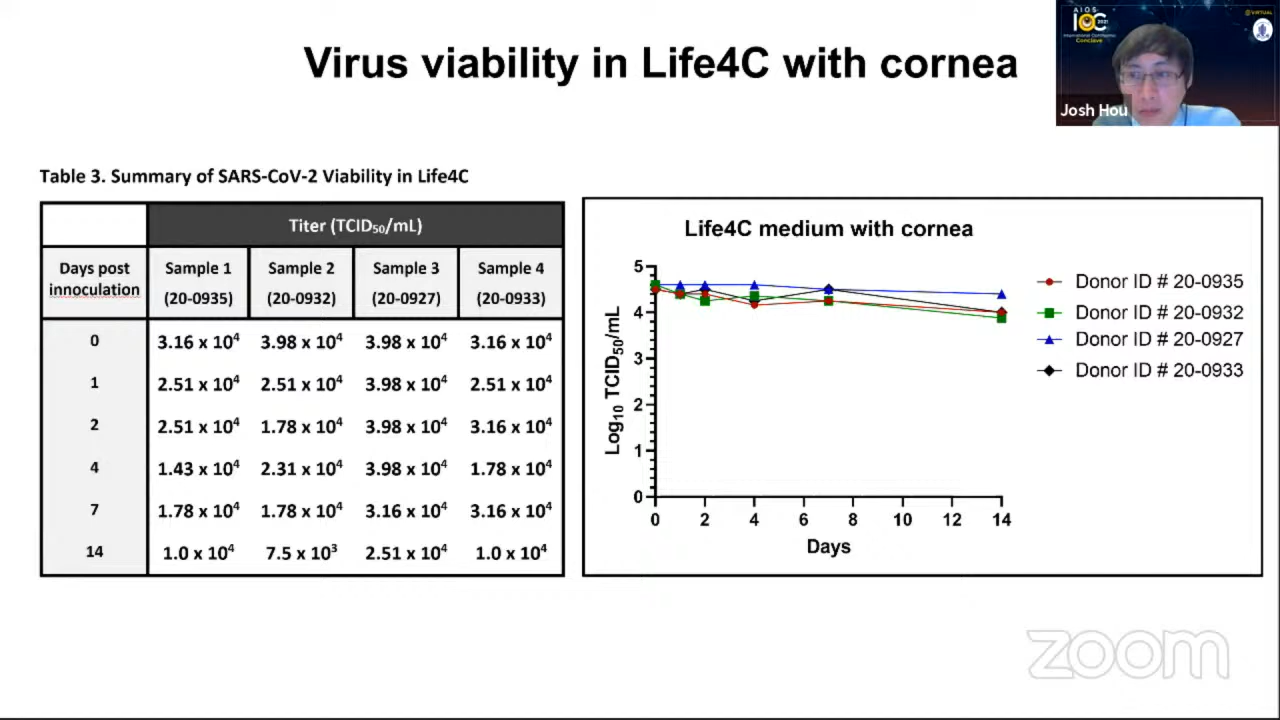 Virus viability in Life4C with cornea
AIOS
IOC 2021
International Ophthalmic
Conclave
@VIRTUAL
Josh Hou
Table 3. Summary of SARS-CoV-2 Viability in Life4C
Titer (TCID₅₀/mL)
Days post innoculation
Sample 1 (20-0935)
Sample 2 (20-0932)
Sample 3 (20-0927)
Sample 4 (20-0933)
0 3.16 x 10⁴ 3.98 x 10⁴ 3.98 x 10⁴ 3.16 x 10⁴
1 2.51 x 10⁴ 2.51 x 10⁴ 3.98 x 10⁴ 2.51 x 10⁴
2 2.51 x 10⁴ 1.78 x 10⁴ 3.98 x 10⁴ 3.16 x 10⁴
4 1.43 x 10⁴ 2.31 x 10⁴ 3.98 x 10⁴ 1.78 x 10⁴
7 1.78 x 10⁴ 1.78 x 10⁴ 3.16 x 10⁴ 3.16 x 10⁴
14 1.0 x 10⁴ 7.5 x 10³ 2.51 x 10⁴ 1.0 x 10⁴
Life4C medium with cornea
Log₁₀ TCID₅₀/mL
5
4
3
2
1
0
0 2 4 6 8 10 12 14
Days
Donor ID # 20-0935
Donor ID # 20-0932
Donor ID # 20-0927
Donor ID # 20-0933
zoom